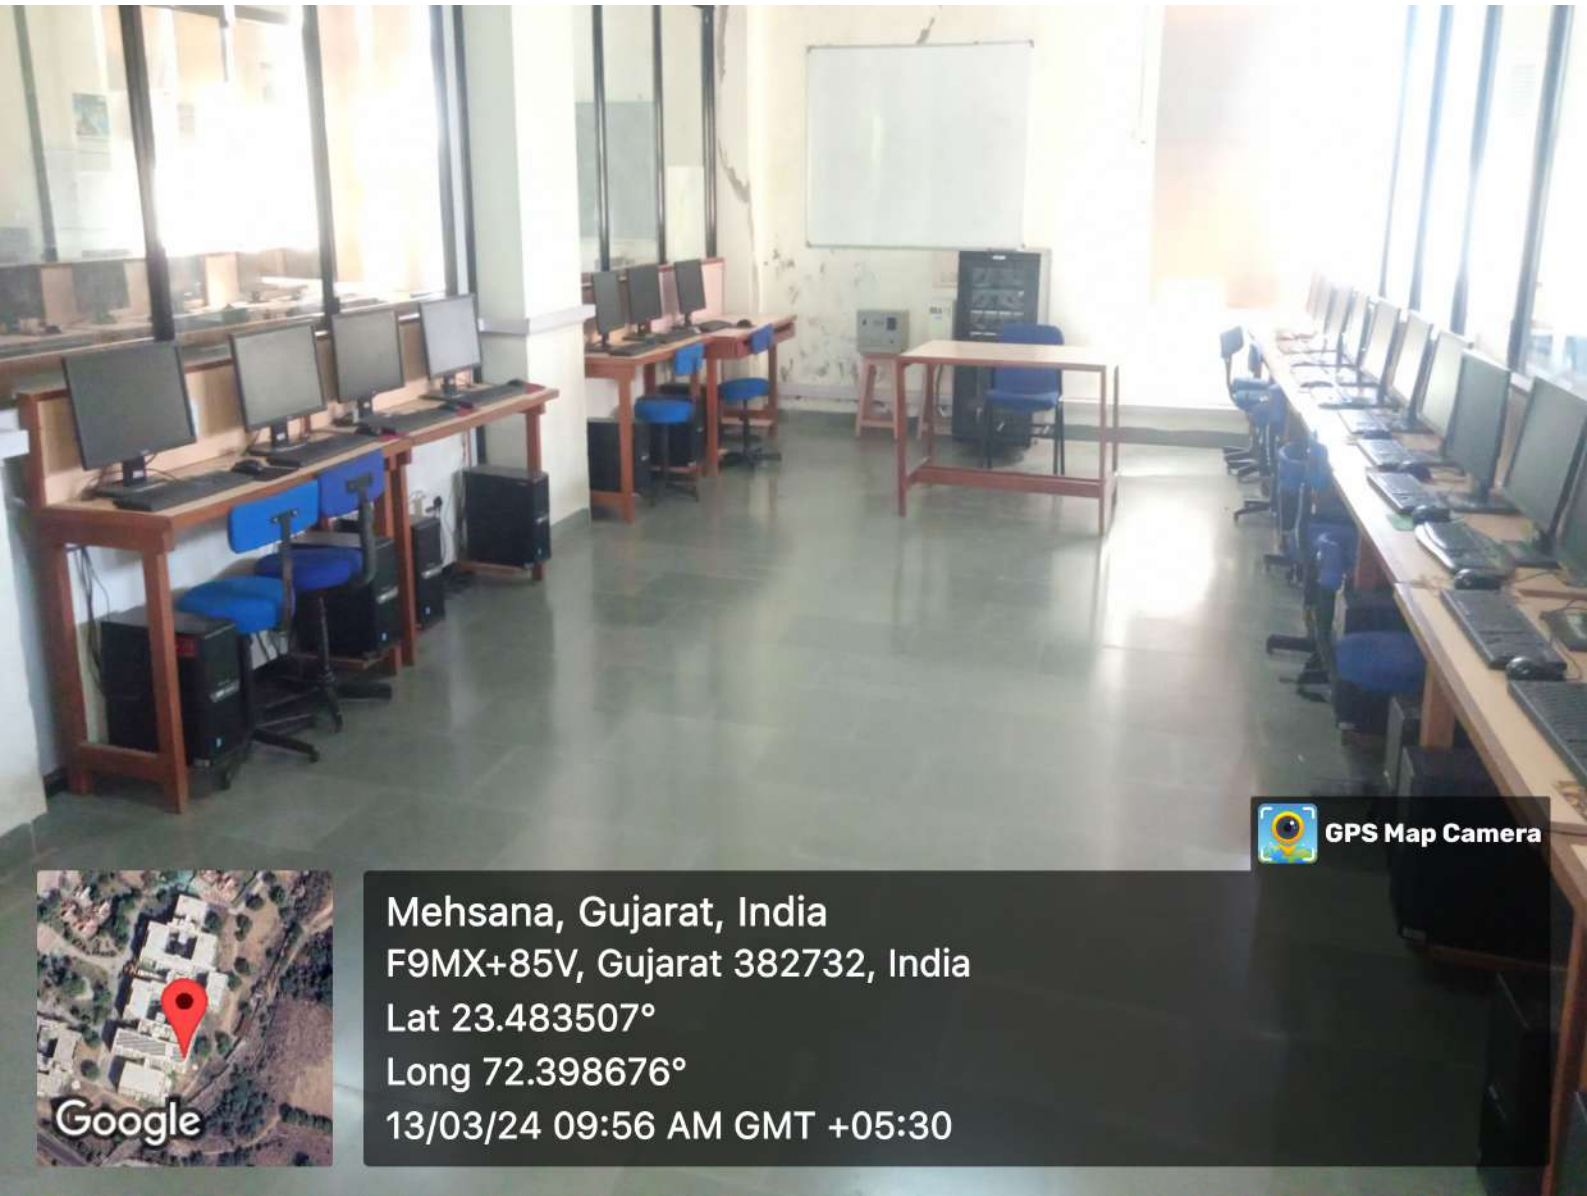 GPS Map Camera
Mehsana, Gujarat, India
F9MX+85V, Gujarat 382732, India
Lat 23.483507°
Long 72.398676°
13/03/24 09:56 AM GMT +05:30
Google